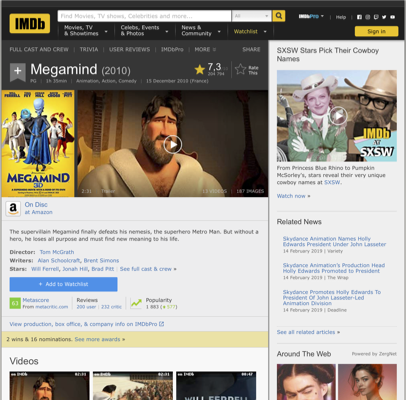 IMDb
Find Movies, TV shows, Celebrities and more...
All
IMDbPro
Help
Movies, TV
& Showtimes
Celebs, Events
& Photos
News &
Community
Watchlist
Sign in
FULL CAST AND CREW | TRIVIA | USER REVIEWS | IMDbPro | MORE
SHARE
Megamind (2010)
7,3
Rate
This
PG | 1h 35min | Animation, Action, Comedy | 15 December 2010 (France)
MEGAMIND
3D
2:31 | Trailer
VIDEOS | 187 IMAGES
On Disc
at Amazon
The supervillain Megamind finally defeats his nemesis, the superhero Metro Man. But without a
hero, he loses all purpose and must find new meaning to his life.
Director: Tom McGrath
Writers: Alan Schoolcraft, Brent Simons
Stars: Will Ferrell, Jonah Hill, Brad Pitt | See full cast & crew »
+ Add to Watchlist
63
Metascore
From metacritic.com
Reviews
200 user | 232 critic
Popularity
View production, box office, & company info on IMDbPro
2 wins & 16 nominations. See more awards »
Videos
WILL FERRELL
SXSW Stars Pick Their Cowboy
Names
IMDb
AT
SXSW
From Princess Blue Rhino to Pumpkin
McSorley's, stars reveal their very unique
cowboy names at SXSW.
Watch now »
Related News
Skydance Animation Names Holly
Edwards President Under John Lasseter
14 February 2019 | Variety
Skydance Animation's Production Head
Holly Edwards Promoted to President
14 February 2019 | The Wrap
Skydance Promotes Holly Edwards To
President Of John Lasseter-Led
Animation Division
14 February 2019 | Deadline
See all related articles »
Around The Web
Powered by ZergNet